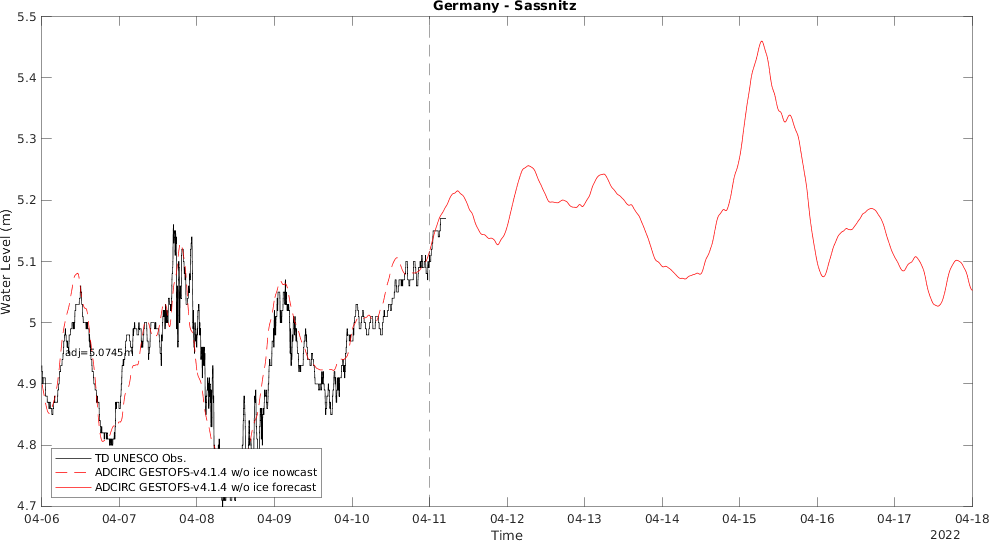 Germany - Sassnitz
5.5
5.4
5.3
5.2
5.1
5
4.9
4.8
4.7
Water Level (m)
adj=5.0745m
TD UNESCO Obs.
ADCIRC GESTOFS-v4.1.4 w/o ice nowcast
ADCIRC GESTOFS-v4.1.4 w/o ice forecast
04-06 04-07 04-08 04-09 04-10 04-11 04-12 04-13 04-14 04-15 04-16 04-17 04-18
Time
2022